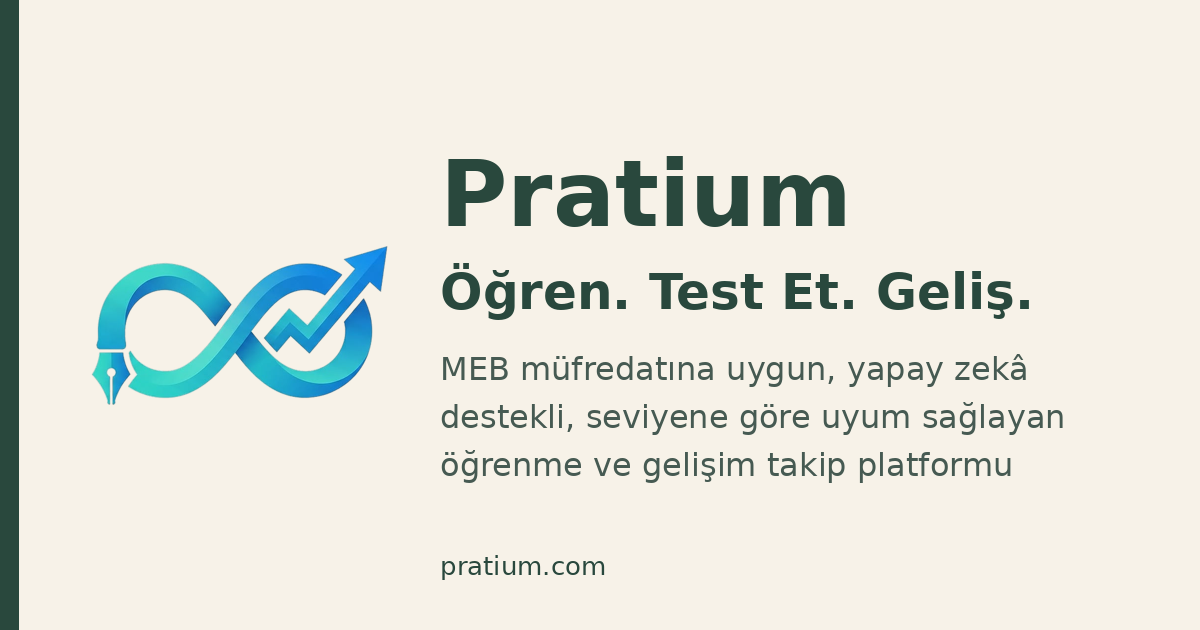 Pratium
Öğren. Test Et. Geliş.
MEB müfredatına uygun, yapay zekâ
destekli, seviyene göre uyum sağlayan
öğrenme ve gelişim takip platformu
pratium.com